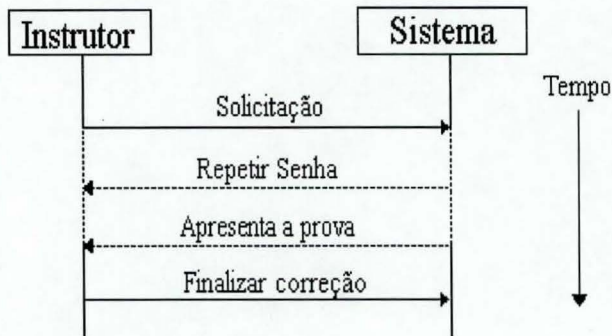 Instrutor
Sistema
Tempo
Solicitação
Repetir Senha
Apresenta a prova
Finalizar correção